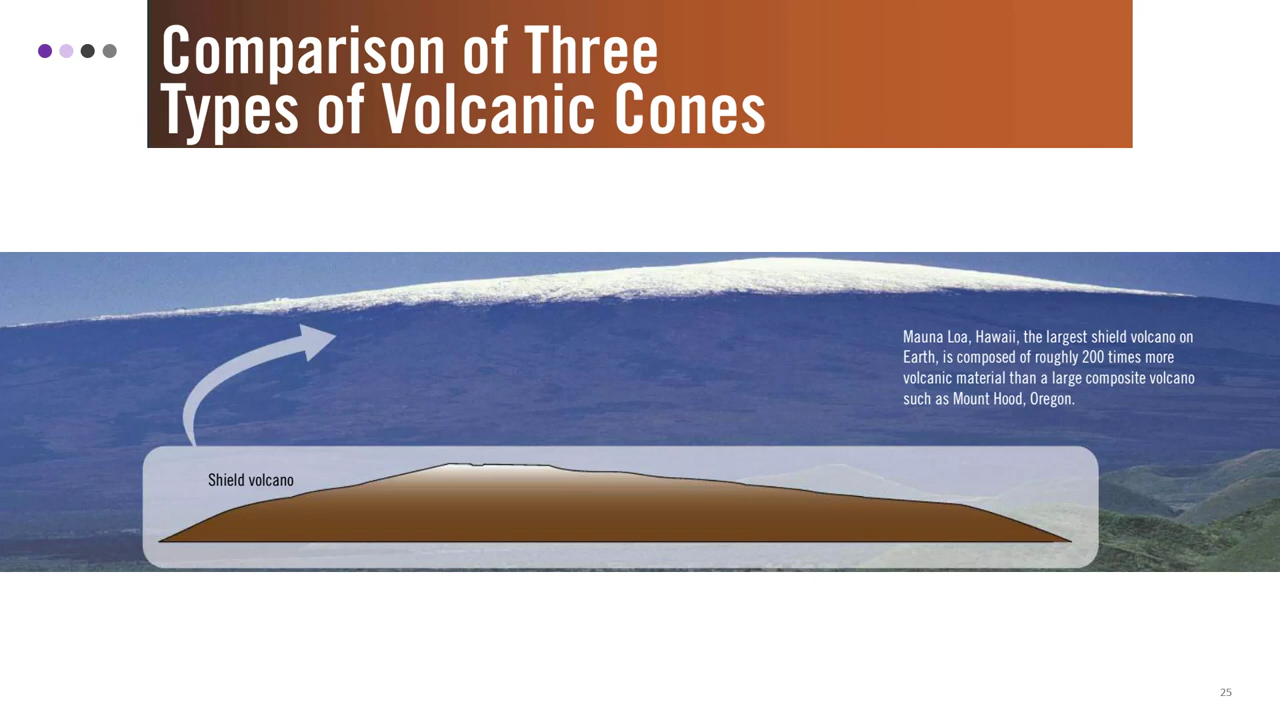 Comparison of Three
Types of Volcanic Cones
Mauna Loa, Hawaii, the largest shield volcano on
Earth, is composed of roughly 200 times more
volcanic material than a large composite volcano
such as Mount Hood, Oregon.
Shield volcano
25